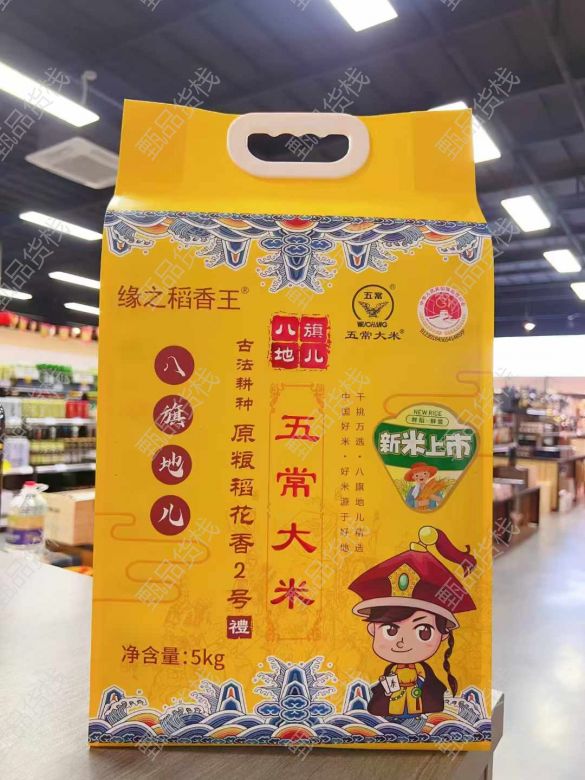 缘之稻香王®
五常
WUCHANG
五常大米®
八旗地儿
八旗地儿
古法耕种 原粮稻花香2号 禮
五常大米
千挑万选·八旗地儿精选
中国好米·好米源于好地
NEW RICE
新米上市
净含量:5kg
甄品货栈